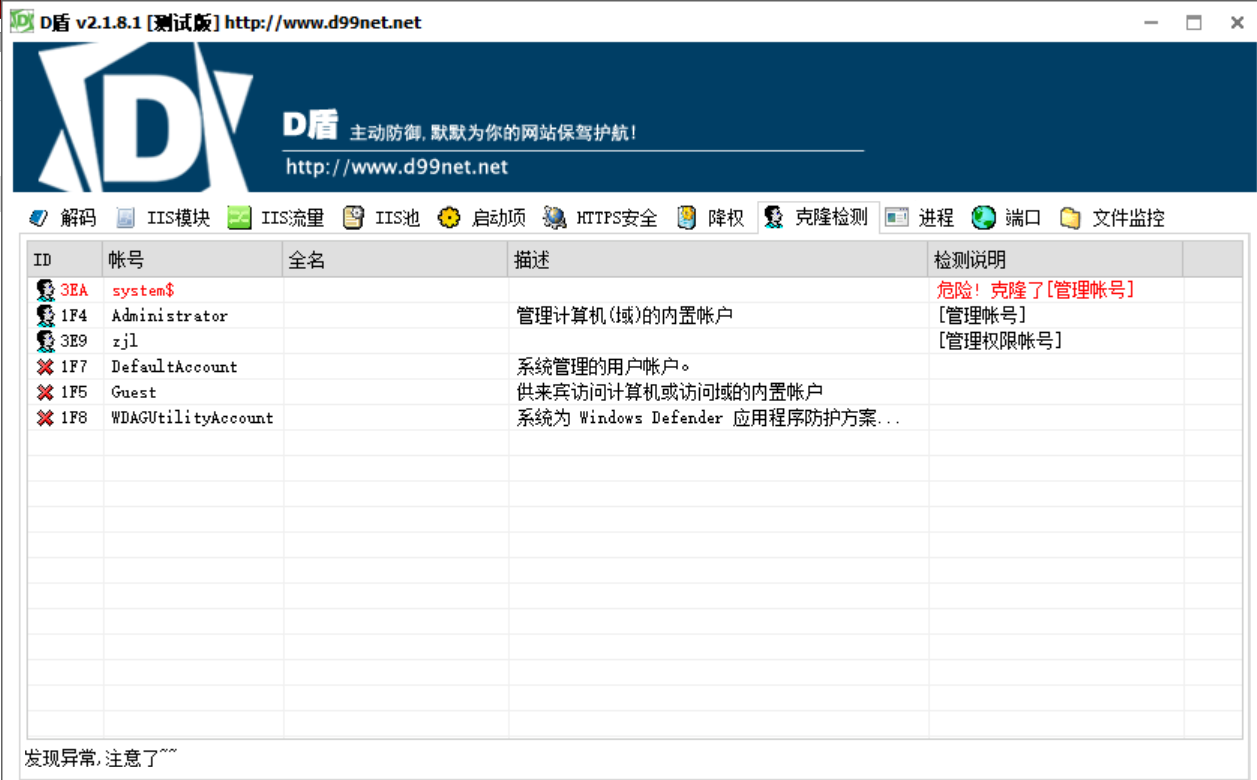 D盾 v2.1.8.1 [测试版] http://www.d99net.net
D盾 主动防御,默默为你的网站保驾护航!
http://www.d99net.net
解码 IIS模块 IIS流量 IIS池 启动项 HTTPS安全 降权 克隆检测 进程 端口 文件监控
ID 帐号 全名 描述 检测说明
3EA system$ 危险! 克隆了[管理帐号]
1F4 Administrator 管理计算机(域)的内置帐户 [管理帐号]
3E9 zjl [管理权限帐号]
1F7 DefaultAccount 系统管理的用户帐户。
1F5 Guest 供来宾访问计算机或访问域的内置帐户
1F8 WDAGUtilityAccount 系统为 Windows Defender 应用程序防护方案...
发现异常,注意了~~